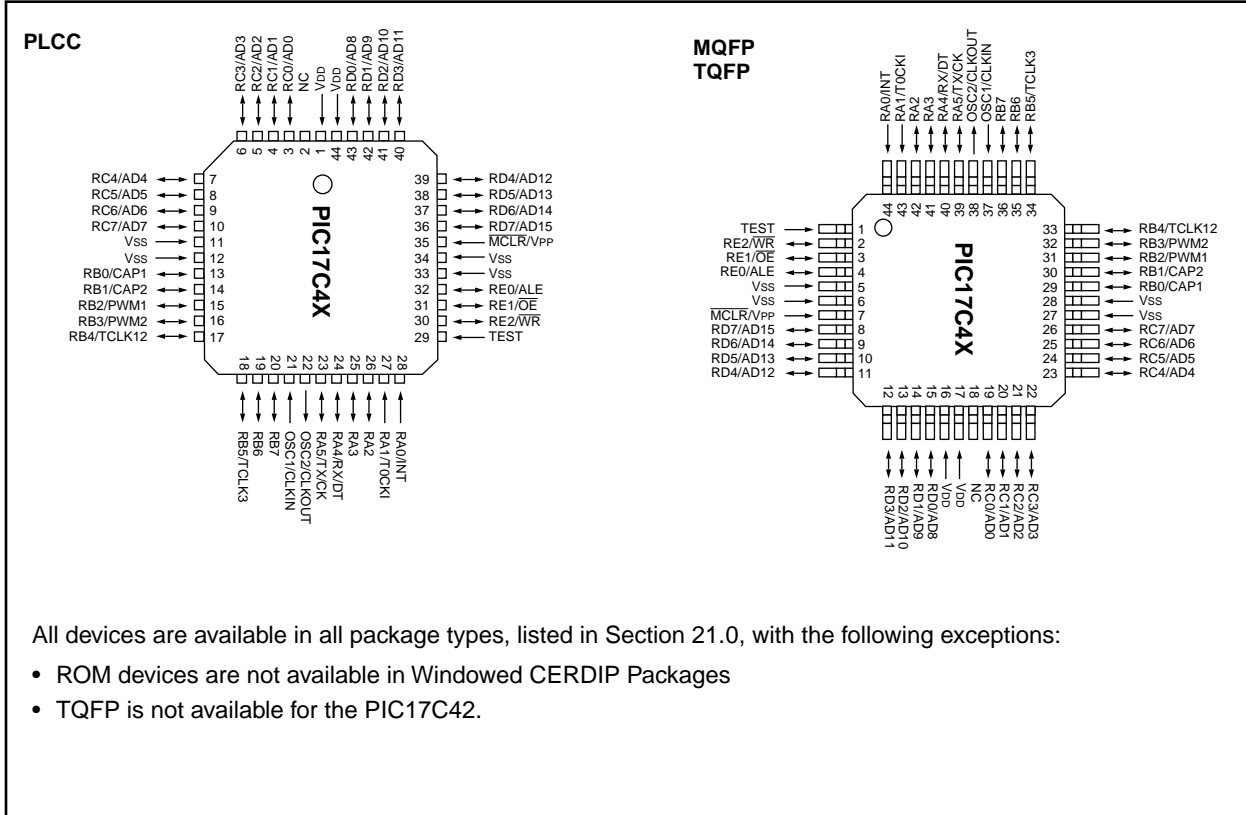 PLCC
RC3/AD3
RC2/AD2
RC1/AD1
RC0/AD0
NC
VDD
VDD
RD0/AD8
RD1/AD9
RD2/AD10
RD3/AD11
6
5
4
3
2
1
44
43
42
41
40
RC4/AD4 7
RC5/AD5 8
RC6/AD6 9
RC7/AD7 10
VSS 11
VSS 12
RB0/CAP1 13
RB1/CAP2 14
RB2/PWM1 15
RB3/PWM2 16
RB4/TCLK12 17
PIC17C4X
39 RD4/AD12
38 RD5/AD13
37 RD6/AD14
36 RD7/AD15
35 MCLR/VPP
34 VSS
33 VSS
32 RE0/ALE
31 RE1/OE
30 RE2/WR
29 TEST
18
19
20
21
22
23
24
25
26
27
28
RB5/TCLK3
RB6
RB7
OSC1/CLKIN
OSC2/CLKOUT
RA5/TX/CK
RA4/RX/DT
RA3
RA2
RA1/T0CKI
RA0/INT
MQFP
TQFP
RA0/INT
RA1/T0CKI
RA2
RA3
RA4/RX/DT
RA5/TX/CK
OSC2/CLKOUT
OSC1/CLKIN
RB7
RB6
RB5/TCLK3
44
43
42
41
40
39
38
37
36
35
34
TEST 1
RE2/WR 2
RE1/OE 3
RE0/ALE 4
VSS 5
VSS 6
MCLR/VPP 7
RD7/AD15 8
RD6/AD14 9
RD5/AD13 10
RD4/AD12 11
PIC17C4X
33 RB4/TCLK12
32 RB3/PWM2
31 RB2/PWM1
30 RB1/CAP2
29 RB0/CAP1
28 VSS
27 VSS
26 RC7/AD7
25 RC6/AD6
24 RC5/AD5
23 RC4/AD4
12
13
14
15
16
17
18
19
20
21
22
RD3/AD11
RD2/AD10
RD1/AD9
RD0/AD8
VDD
VDD
NC
RC0/AD0
RC1/AD1
RC2/AD2
RC3/AD3
All devices are available in all package types, listed in Section 21.0, with the following exceptions:
• ROM devices are not available in Windowed CERDIP Packages
• TQFP is not available for the PIC17C42.